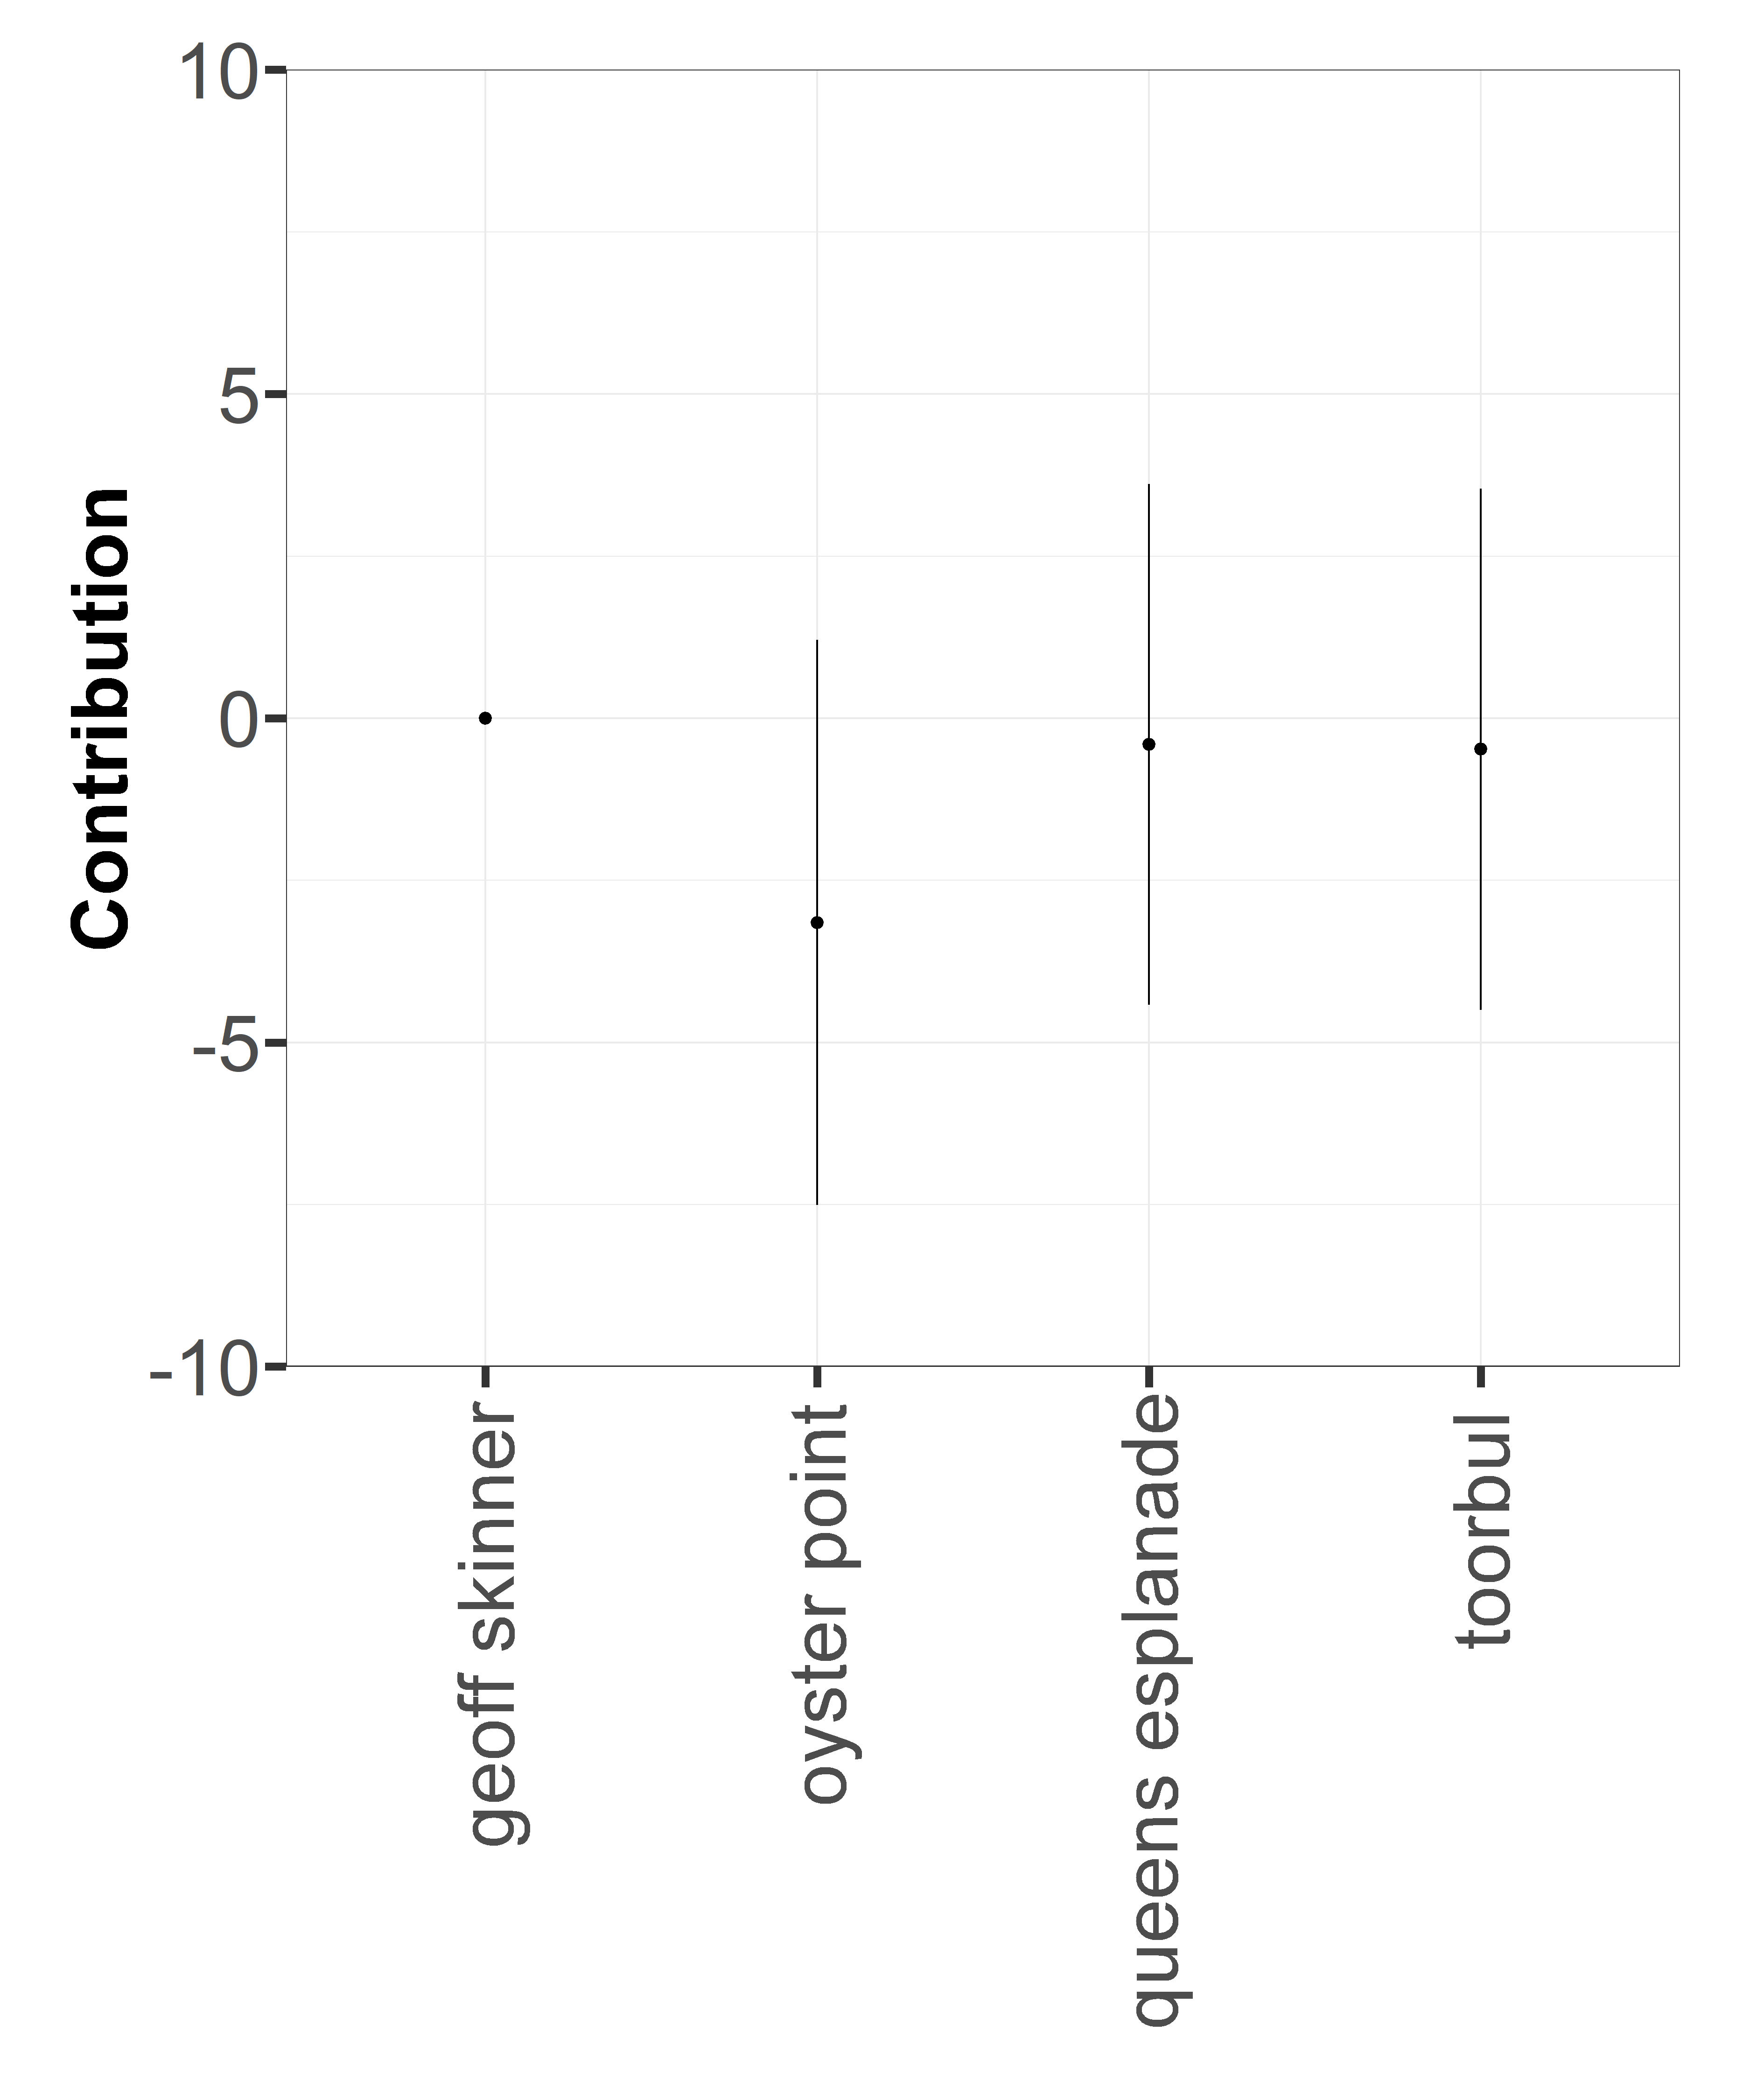 10
5
0
-5
-10
Contribution
geoff skinner
oyster point
queens esplanade
toorbul